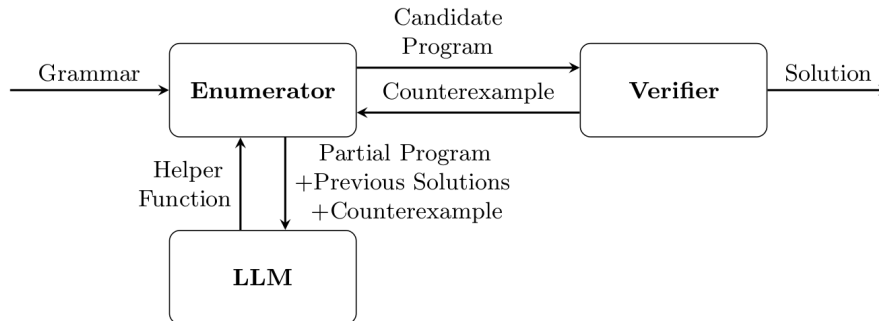 Candidate
Program
Grammar
Enumerator
Counterexample
Verifier
Solution
Helper
Function
Partial Program
+Previous Solutions
+Counterexample
LLM